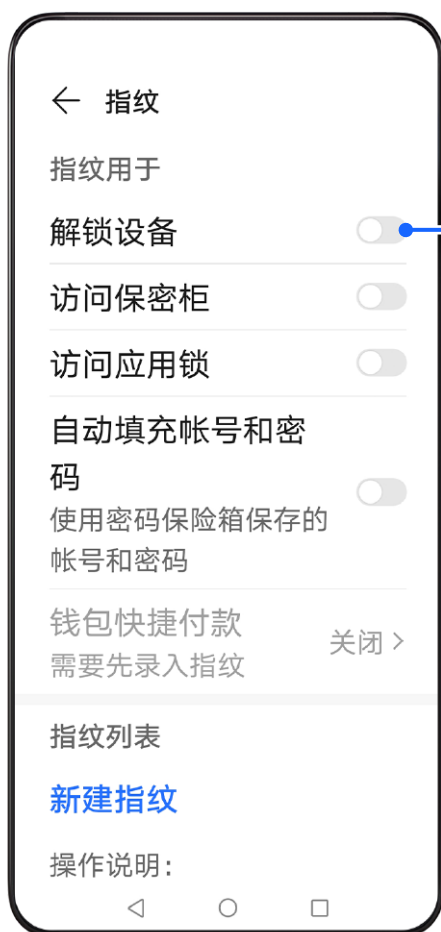 指纹
指纹用于
解锁设备
访问保密柜
访问应用锁
自动填充帐号和密
码
使用密码保险箱保存的
帐号和密码
钱包快捷付款
关闭
需要先录入指纹
指纹列表
新建指纹
操作说明：